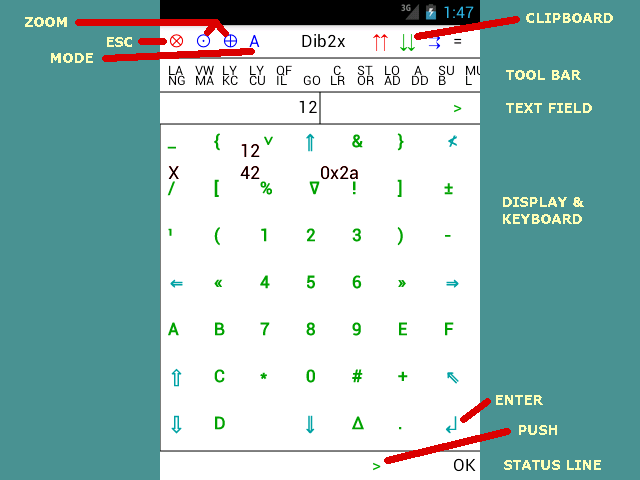 3G 1:47
CLIPBOARD
ZOOM
ESC
MODE
A Dib2x =
LA NG VW MA LY KC LY CU QF IL GO C LR ST OR LO AD A DD SU B MU L
TOOL BAR
12 >
TEXT FIELD
_ { ˅ ⇑ & } ≮
12
X 42 0x2a
/ [ % ∇ ! ] ±
DISPLAY &
KEYBOARD
¹ ( 1 2 3 ) -
⇐ « 4 5 6 » ⇒
A B 7 8 9 E F
⇧ C * 0 # + ⇖
ENTER
⇩ D ⇓ Δ . ↲
PUSH
> OK
STATUS LINE